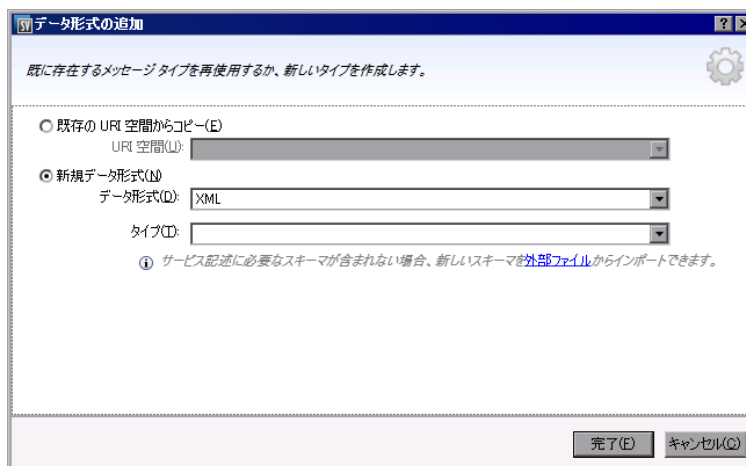 SV データ形式の追加
既に存在するメッセージ タイプを再使用するか、新しいタイプを作成します。
既存の URI 空間からコピー(E)
URI 空間(U):
新規データ形式(N)
データ形式(D): XML
タイプ(T):
サービス記述に必要なスキーマが含まれない場合、新しいスキーマを外部ファイルからインポートできます。
完了(F) キャンセル(C)